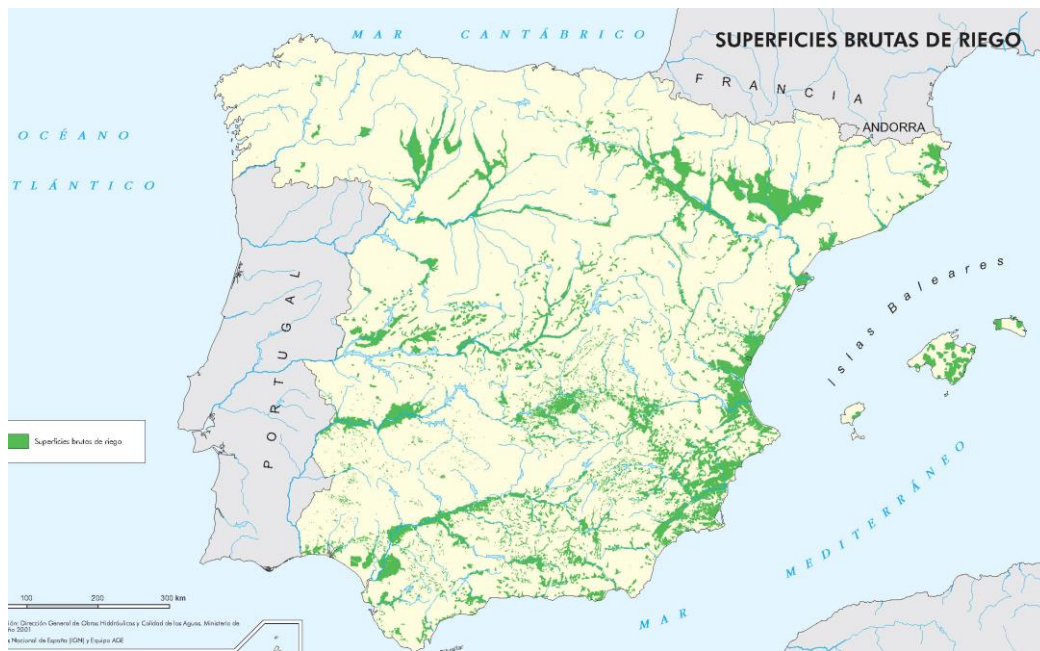 MAR CANTÁBRICO
SUPERFICIES BRUTAS DE RIEGO
FRANCIA
ANDORRA
OCÉANO
TLÁNTICO
PORTUGAL
Islas Baleares
Superficies brutas de riego
MEDITERRÁNEO
MAR
100 200 300 km
ión: Dirección General de Obras Hidráulicas y Calidad de las Aguas. Ministerio de
ño 2001
Nacional de España (IGN) y Equipo AGE